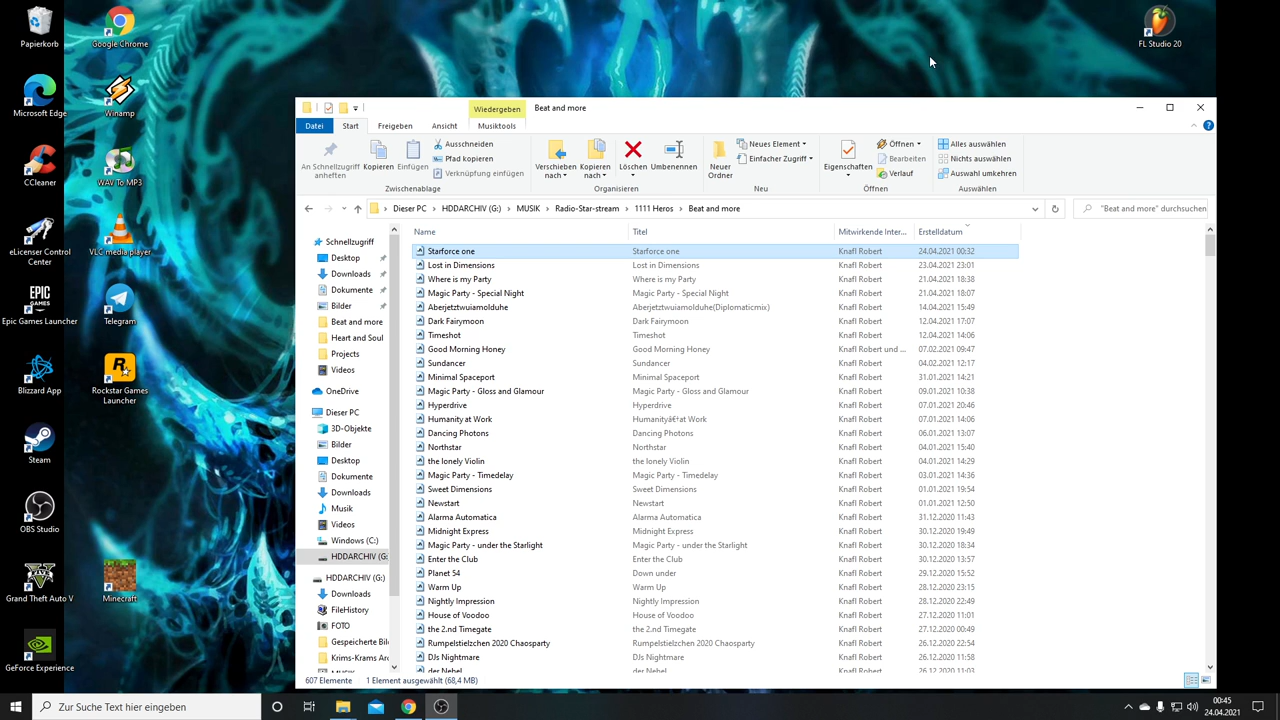 Papierkorb
Google Chrome
FL Studio 20
Microsoft Edge
Winamp
CCleaner
WAV To MP3
eLicenser Control
Center
VLC media player
Epic Games Launcher
Telegram
Blizzard App
Rockstar Games
Launcher
Steam
OBS Studio
Grand Theft Auto V
Minecraft
GeForce Experience
Wiedergeben
Beat and more
Datei
Start
Freigeben
Ansicht
Musiktools
An Schnellzugriff
anheften
Kopieren
Einfügen
Ausschneiden
Pfad kopieren
Verknüpfung einfügen
Zwischenablage
Verschieben
nach
Kopieren
nach
Löschen
Umbenennen
Organisieren
Neuer
Ordner
Neues Element
Einfacher Zugriff
Neu
Eigenschaften
Öffnen
Bearbeiten
Verlauf
Öffnen
Alles auswählen
Nichts auswählen
Auswahl umkehren
Auswählen
Dieser PC > HDDARCHIV (G:) > MUSIK > Radio-Star-stream > 1111 Heros > Beat and more
"Beat and more" durchsuchen
Schnellzugriff
Desktop
Downloads
Dokumente
Bilder
Beat and more
Heart and Soul
Projects
Videos
OneDrive
Dieser PC
3D-Objekte
Bilder
Desktop
Dokumente
Downloads
Musik
Videos
Windows (C:)
HDDARCHIV (G:
HDDARCHIV (G:)
Downloads
FileHistory
FOTO
Gespeicherte Bil
Krims-Krams Arc
MUSIK
Name Titel Mitwirkende Inter... Erstelldatum
Starforce one Starforce one Knafl Robert 24.04.2021 00:32
Lost in Dimensions Lost in Dimensions Knafl Robert 23.04.2021 23:01
Where is my Party Where is my Party Knafl Robert 21.04.2021 18:38
Magic Party - Special Night Magic Party - Special Night Knafl Robert 21.04.2021 18:07
Aberjetztwuiamolduhe Aberjetztwuiamolduhe(Diplomaticmix) Knafl Robert 14.04.2021 15:49
Dark Fairymoon Dark Fairymoon Knafl Robert 12.04.2021 17:07
Timeshot Timeshot Knafl Robert 12.04.2021 14:06
Good Morning Honey Good Morning Honey Knafl Robert und ... 07.02.2021 09:47
Sundancer Sundancer Knafl Robert 04.02.2021 12:17
Minimal Spaceport Minimal Spaceport Knafl Robert 31.01.2021 14:21
Magic Party - Gloss and Glamour Magic Party - Gloss and Glamour Knafl Robert 09.01.2021 10:38
Hyperdrive Hyperdrive Knafl Robert 07.01.2021 20:46
Humanity at Work Humanityâ€†at Work Knafl Robert 07.01.2021 14:06
Dancing Photons Dancing Photons Knafl Robert 06.01.2021 13:07
Northstar Northstar Knafl Robert 04.01.2021 15:40
the lonely Violin the lonely Violin Knafl Robert 04.01.2021 14:29
Magic Party - Timedelay Magic Party - Timedelay Knafl Robert 03.01.2021 14:36
Sweet Dimensions Sweet Dimensions Knafl Robert 01.01.2021 19:54
Newstart Newstart Knafl Robert 01.01.2021 12:50
Alarma Automatica Alarma Automatica Knafl Robert 31.12.2020 11:43
Midnight Express Midnight Express Knafl Robert 30.12.2020 19:49
Magic Party - under the Starlight Magic Party - under the Starlight Knafl Robert 30.12.2020 18:34
Enter the Club Enter the Club Knafl Robert 30.12.2020 13:57
Planet 54 Down under Knafl Robert 29.12.2020 15:52
Warm Up Warm Up Knafl Robert 28.12.2020 23:15
Nightly Impression Nightly Impression Knafl Robert 28.12.2020 22:49
House of Voodoo House of Voodoo Knafl Robert 27.12.2020 11:01
the 2.nd Timegate the 2.nd Timegate Knafl Robert 27.12.2020 00:49
Rumpelstielzchen 2020 Chaosparty Rumpelstielzchen 2020 Chaosparty Knafl Robert 26.12.2020 22:54
DJs Nightmare DJs Nightmare Knafl Robert 26.12.2020 11:58
der Nebel der Nebel Knafl Robert 26.12.2020 11:03
607 Elemente 1 Element ausgewählt (68,4 MB)
Zur Suche Text hier eingeben
00:45
24.04.2021